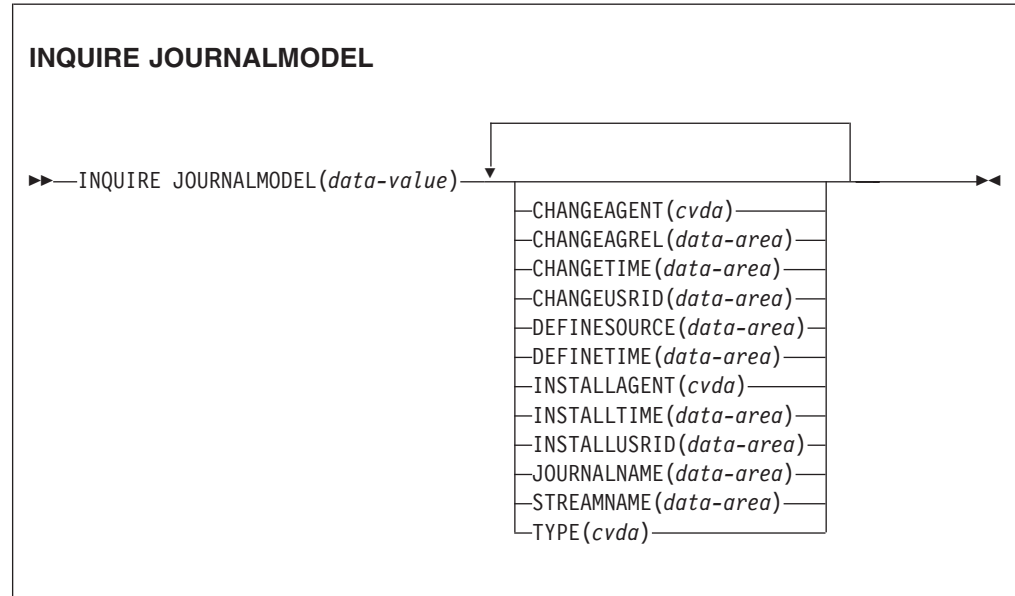 INQUIRE JOURNALMODEL
INQUIRE JOURNALMODEL(data-value)
CHANGEAGENT(cvda)
CHANGEAGREL(data-area)
CHANGETIME(data-area)
CHANGEUSRID(data-area)
DEFINESOURCE(data-area)
DEFINETIME(data-area)
INSTALLAGENT(cvda)
INSTALLTIME(data-area)
INSTALLUSRID(data-area)
JOURNALNAME(data-area)
STREAMNAME(data-area)
TYPE(cvda)